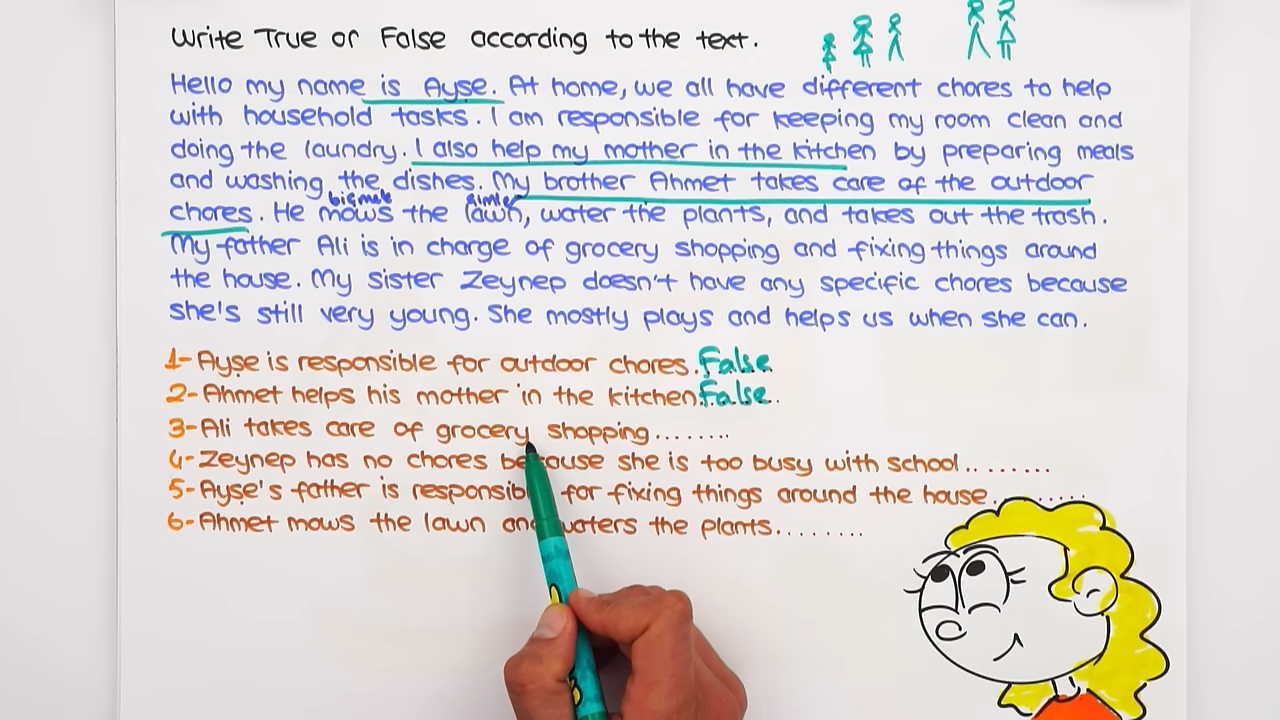 Write True or False according to the text.
Hello my name is Ayşe. At home, we all have different chores to help
with household tasks. I am responsible for keeping my room clean and
doing the laundry. I also help my mother in the kitchen by preparing meals
and washing the dishes. My brother Ahmet takes care of the outdoor
biçmek
chores. He mows the lawn, water the plants, and takes out the trash.
My father Ali is in charge of grocery shopping and fixing things around
the house. My sister Zeynep doesn't have any specific chores because
she's still very young. She mostly plays and helps us when she can.
1-Ayşe is responsible for outdoor chores. False
2-Ahmet helps his mother in the kitchen. False
3-Ali takes care of grocery shopping........
4-Zeynep has no chores because she is too busy with school.........
5-Ayşe's father is for fixing things around the house..........
6-Ahmet mows the lawn and waters the plants.........